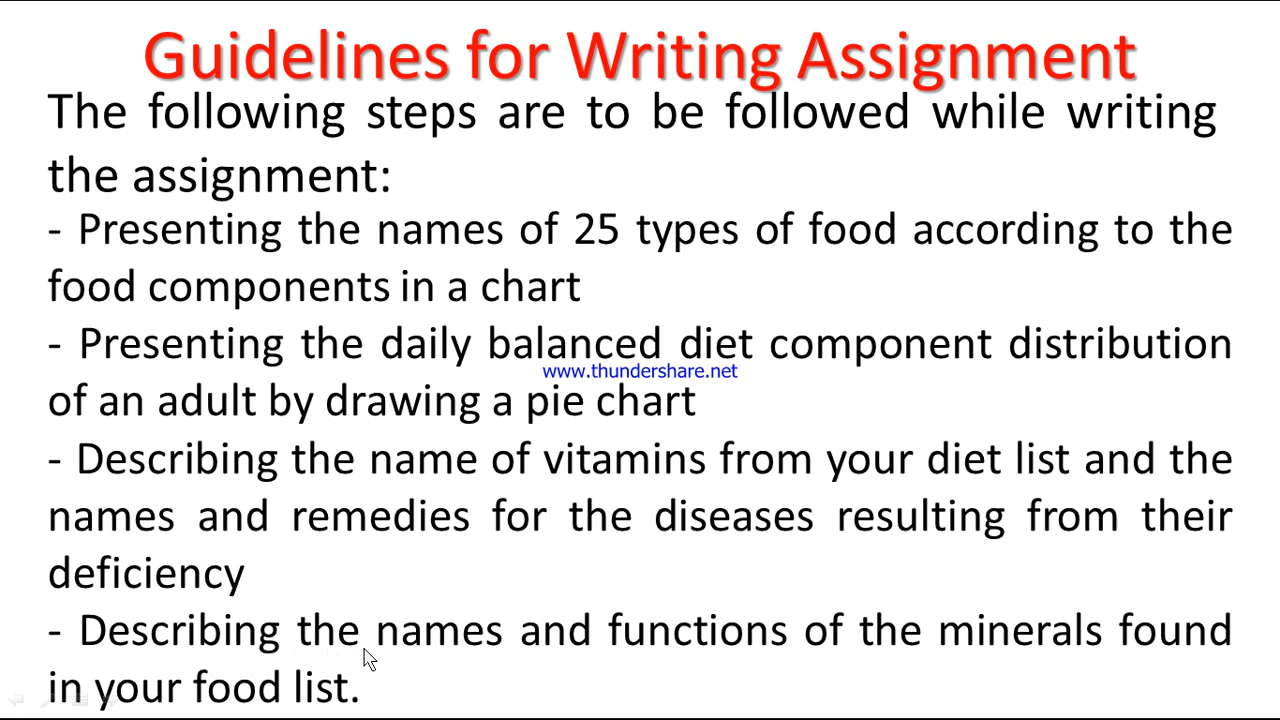 Guidelines for Writing Assignment
The following steps are to be followed while writing
the assignment:
- Presenting the names of 25 types of food according to the
food components in a chart
- Presenting the daily balanced diet component distribution
www.thundershare.net
of an adult by drawing a pie chart
- Describing the name of vitamins from your diet list and the
names and remedies for the diseases resulting from their
deficiency
- Describing the names and functions of the minerals found
in your food list.